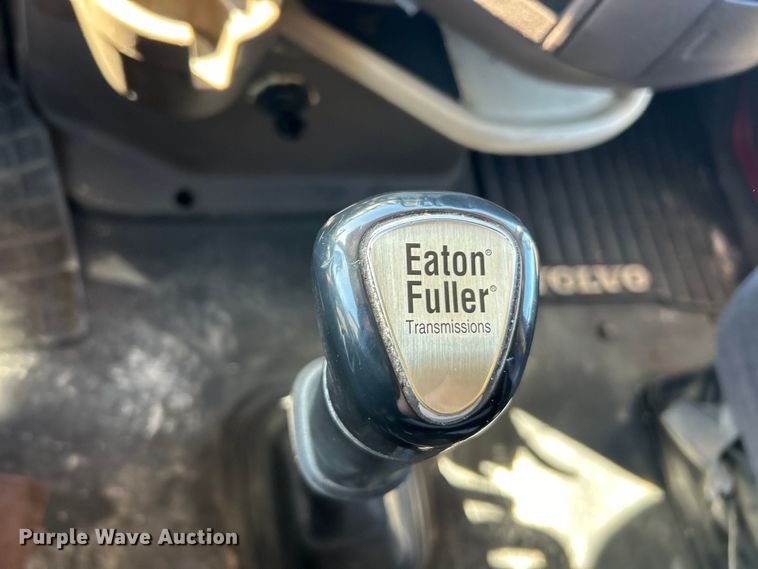 Eaton®
Fuller®
Transmissions
VOLVO
Purple Wave Auction